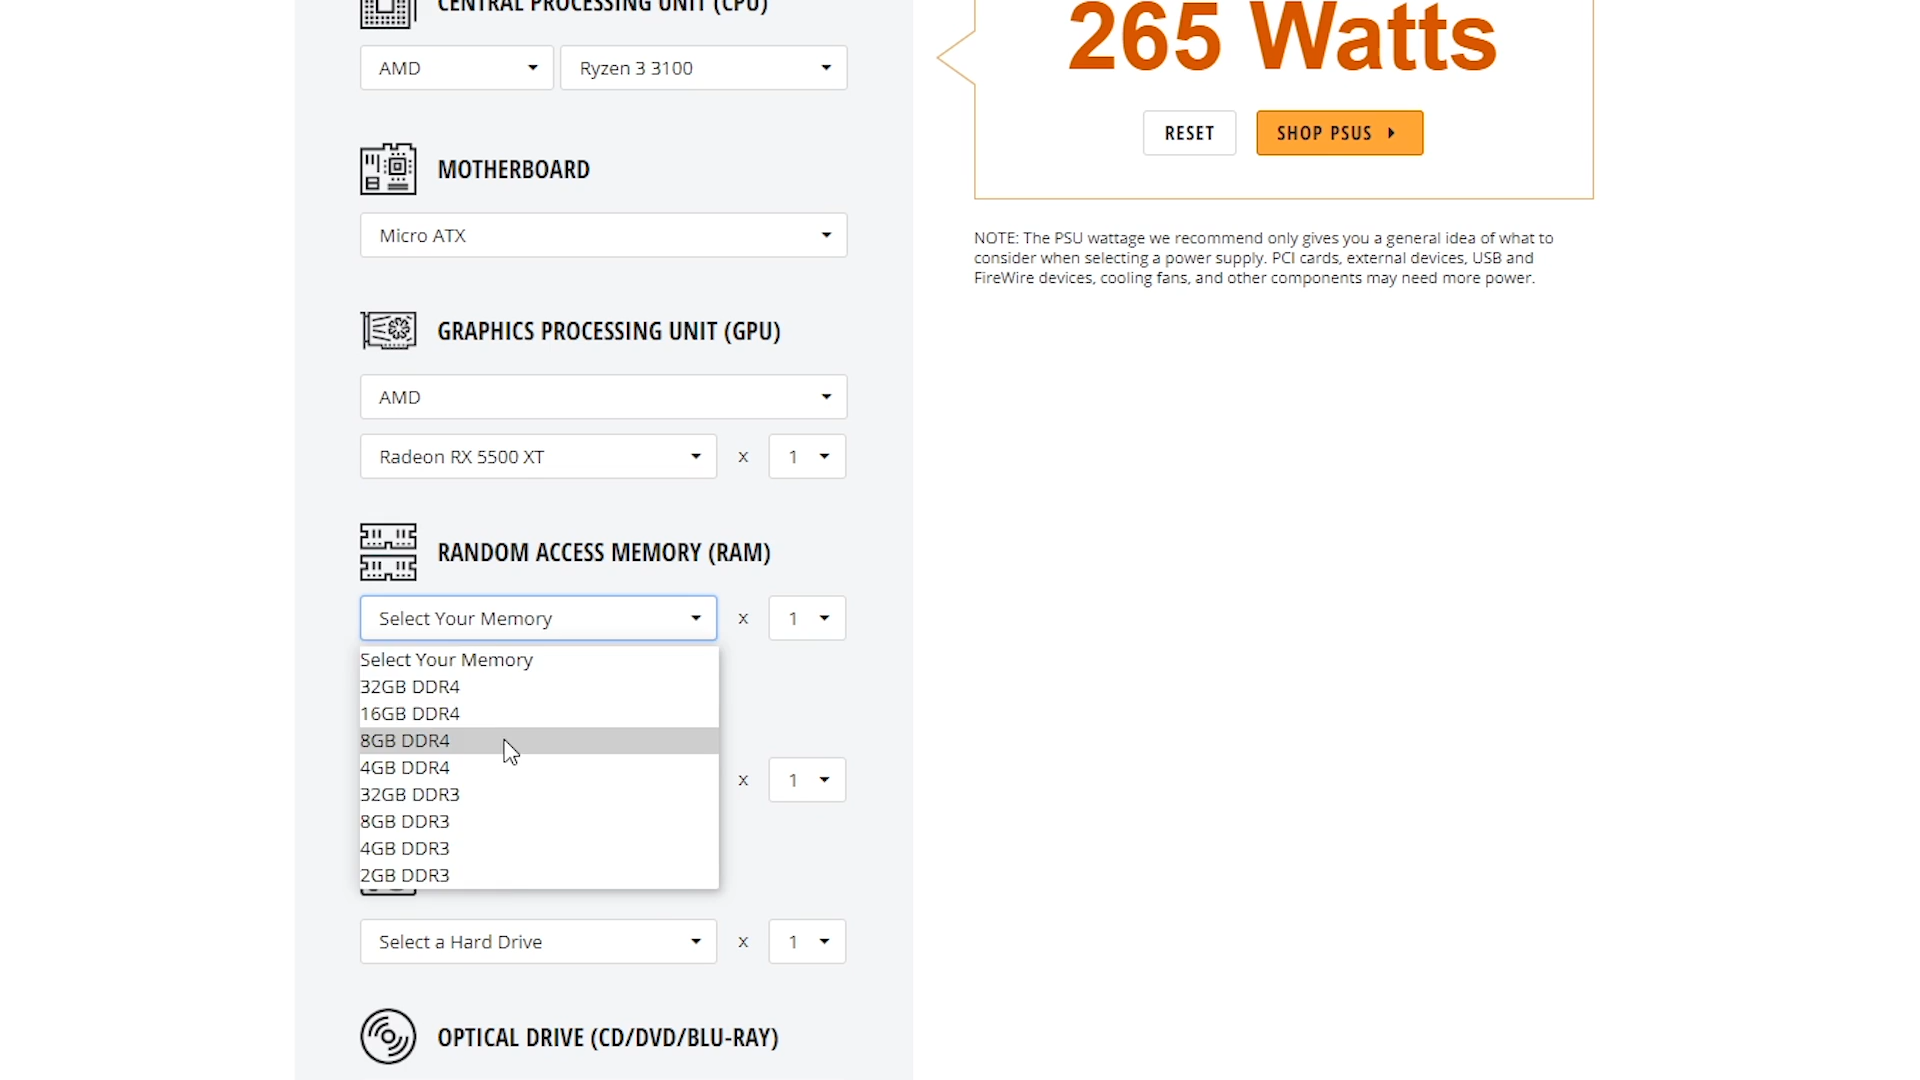 CENTRAL PROCESSING UNIT (CPU)
AMD
Ryzen 3 3100
MOTHERBOARD
Micro ATX
GRAPHICS PROCESSING UNIT (GPU)
AMD
Radeon RX 5500 XT
x
1
RANDOM ACCESS MEMORY (RAM)
Select Your Memory
x
1
Select Your Memory
32GB DDR4
16GB DDR4
8GB DDR4
4GB DDR4
32GB DDR3
8GB DDR3
4GB DDR3
2GB DDR3
x
1
Select a Hard Drive
x
1
OPTICAL DRIVE (CD/DVD/BLU-RAY)
265 Watts
RESET
SHOP PSUS
NOTE: The PSU wattage we recommend only gives you a general idea of what to
consider when selecting a power supply. PCI cards, external devices, USB and
FireWire devices, cooling fans, and other components may need more power.